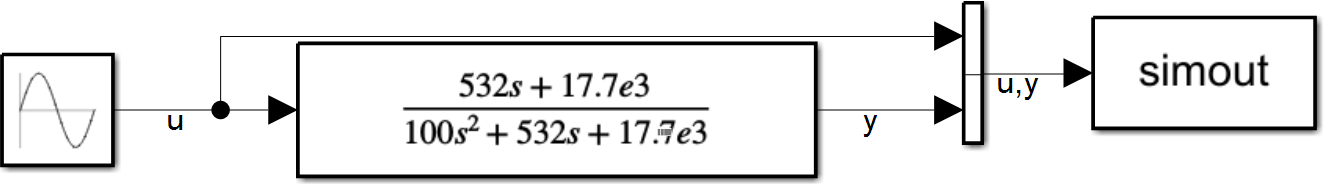 u
532s + 17.7e3
100s² + 532s + 17.7e3
y
u,y
simout